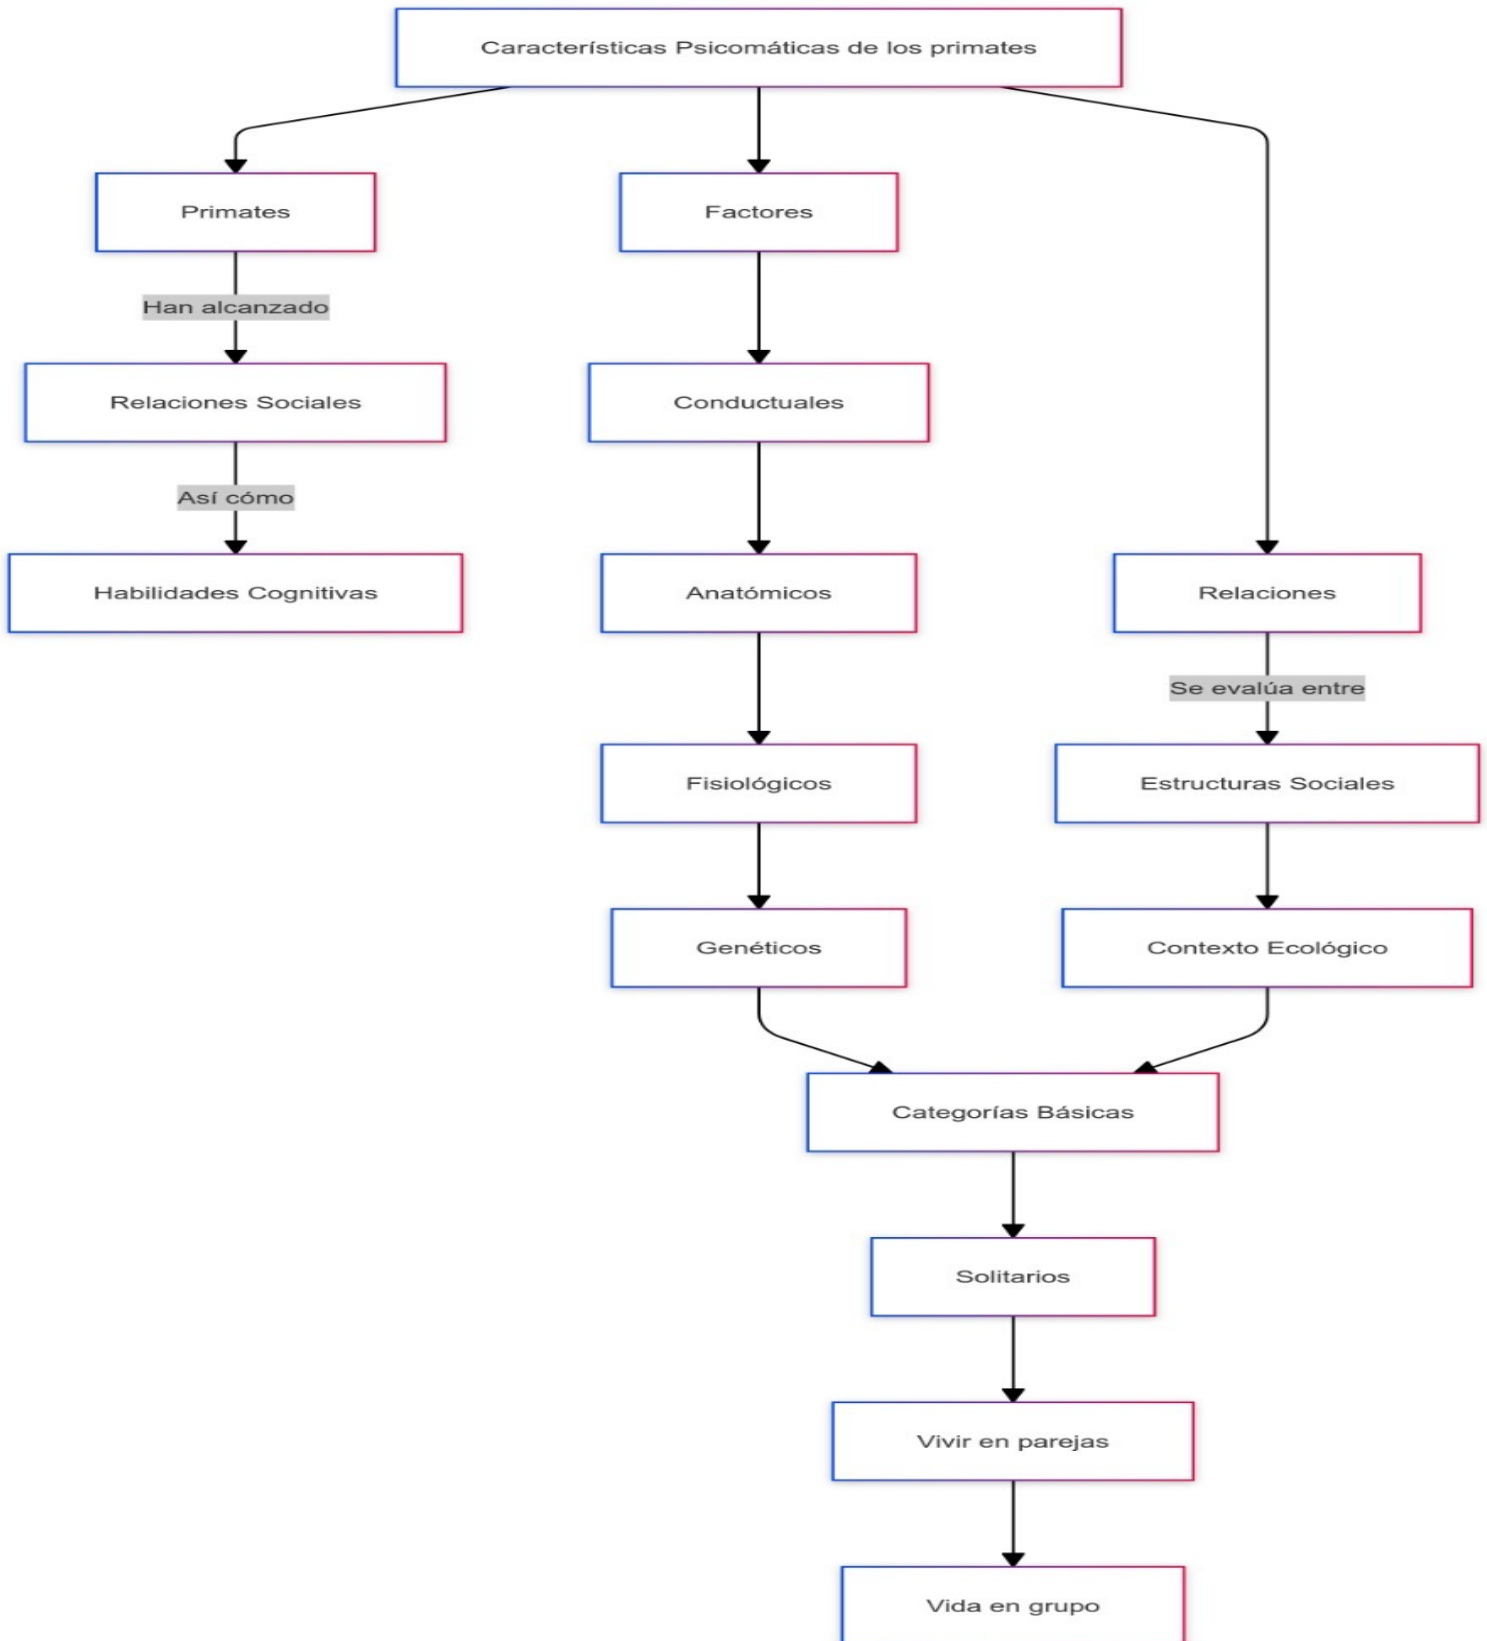 Características Psicomáticas de los primates
Primates
Factores
Han alcanzado
Relaciones Sociales
Conductuales
Así cómo
Habilidades Cognitivas
Anatómicos
Relaciones
Se evalúa entre
Fisiológicos
Estructuras Sociales
Genéticos
Contexto Ecológico
Categorías Básicas
Solitarios
Vivir en parejas
Vida en grupo